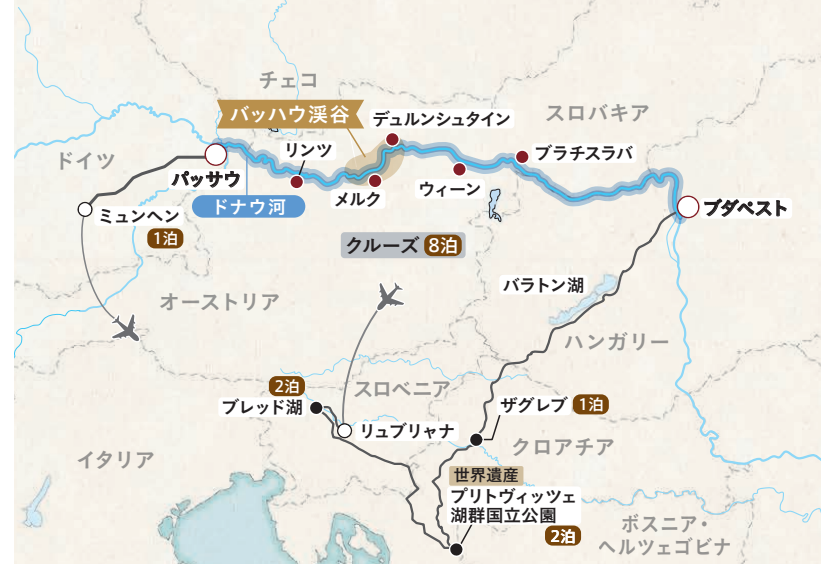 チェコ
バッハウ渓谷
デュルンシュタイン
スロバキア
ドイツ
リンツ
ブラチスラバ
パッサウ
メルク
ウィーン
ドナウ河
ミュンヘン
1泊
ブダペスト
クルーズ 8泊
オーストリア
バラトン湖
ハンガリー
2泊
ブレッド湖
スロベニア
ザグレブ 1泊
リュブリャナ
クロアチア
イタリア
世界遺産
プリトヴィッツェ
湖群国立公園
2泊
ボスニア・
ヘルツェゴビナ